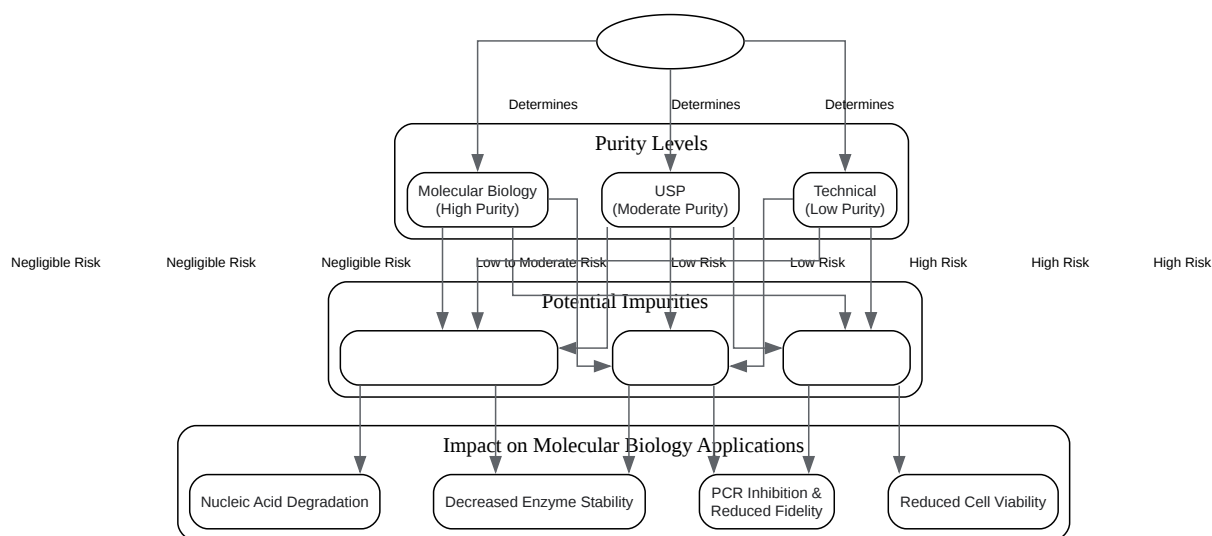 Determines
Determines
Determines
Purity Levels
Molecular Biology
(High Purity)
USP
(Moderate Purity)
Technical
(Low Purity)
Negligible Risk
Negligible Risk
Negligible Risk
Low to Moderate Risk
Low Risk
Low Risk
High Risk
High Risk
High Risk
Potential Impurities
Impact on Molecular Biology Applications
Nucleic Acid Degradation
Decreased Enzyme Stability
PCR Inhibition &
Reduced Fidelity
Reduced Cell Viability